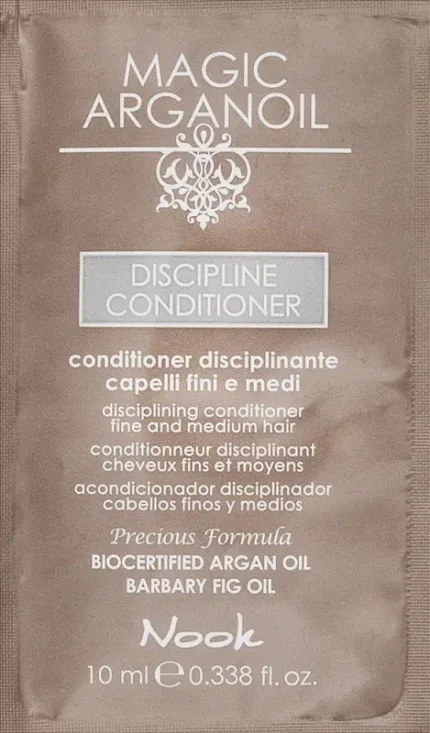 MAGIC
ARGANOIL
DISCIPLINE
CONDITIONER
conditioner disciplinante
capelli fini e medi
disciplining conditioner
fine and medium hair
conditionneur disciplinant
cheveux fins et moyens
acondicionador disciplinador
cabellos finos y medios
Precious Formula
BIOCERTIFIED ARGAN OIL
BARBARY FIG OIL
Nook
10 ml ℮ 0.338 fl. oz.